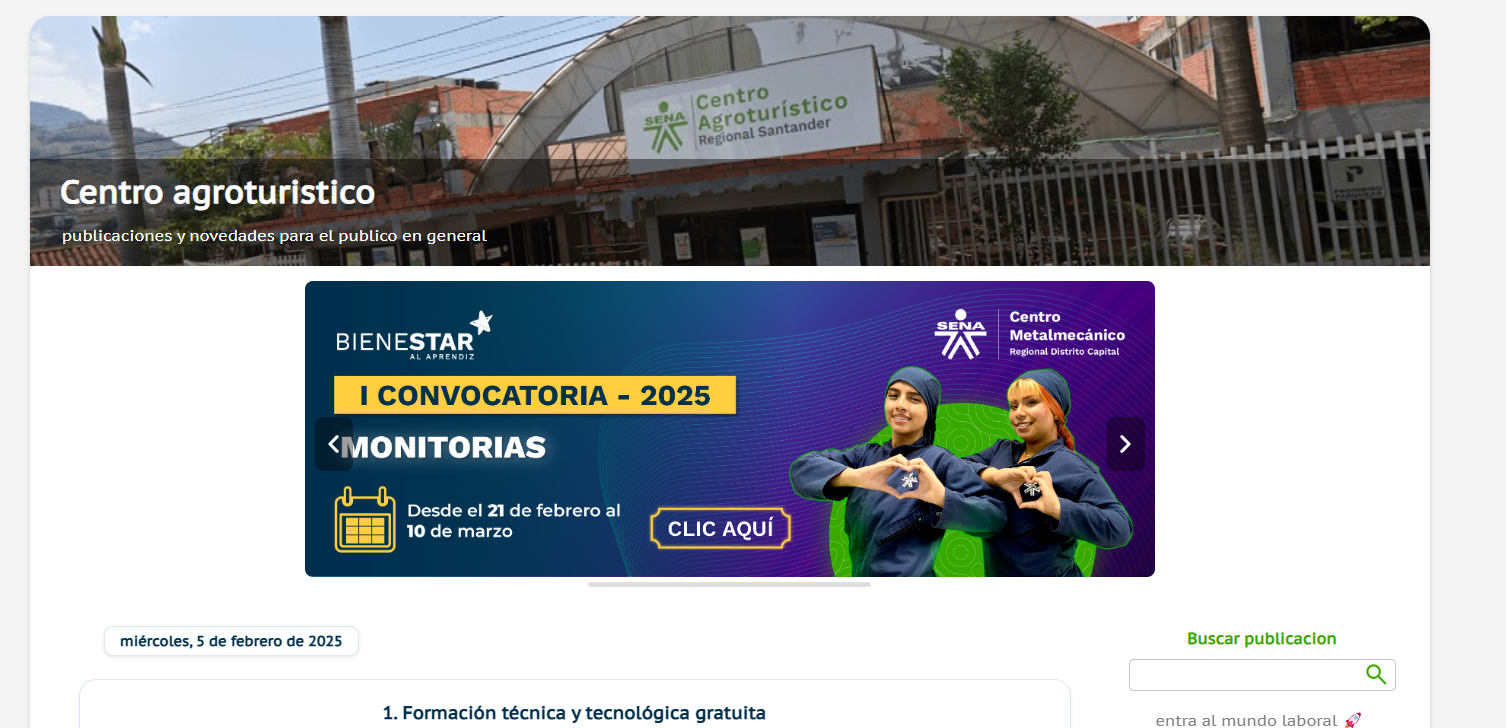 SENA
Centro
Agroturístico
Regional Santander
PROHIBIDO
PARQUEAR
Centro agroturistico
publicaciones y novedades para el publico en general
BIENESTAR
AL APRENDIZ
SENA
Centro
Metalmecánico
Regional Distrito Capital
I CONVOCATORIA - 2025
MONITORIAS
Desde el 21 de febrero al
10 de marzo
CLIC AQUÍ
miércoles, 5 de febrero de 2025
Buscar publicacion
1. Formación técnica y tecnológica gratuita
entra al mundo laboral 🚀